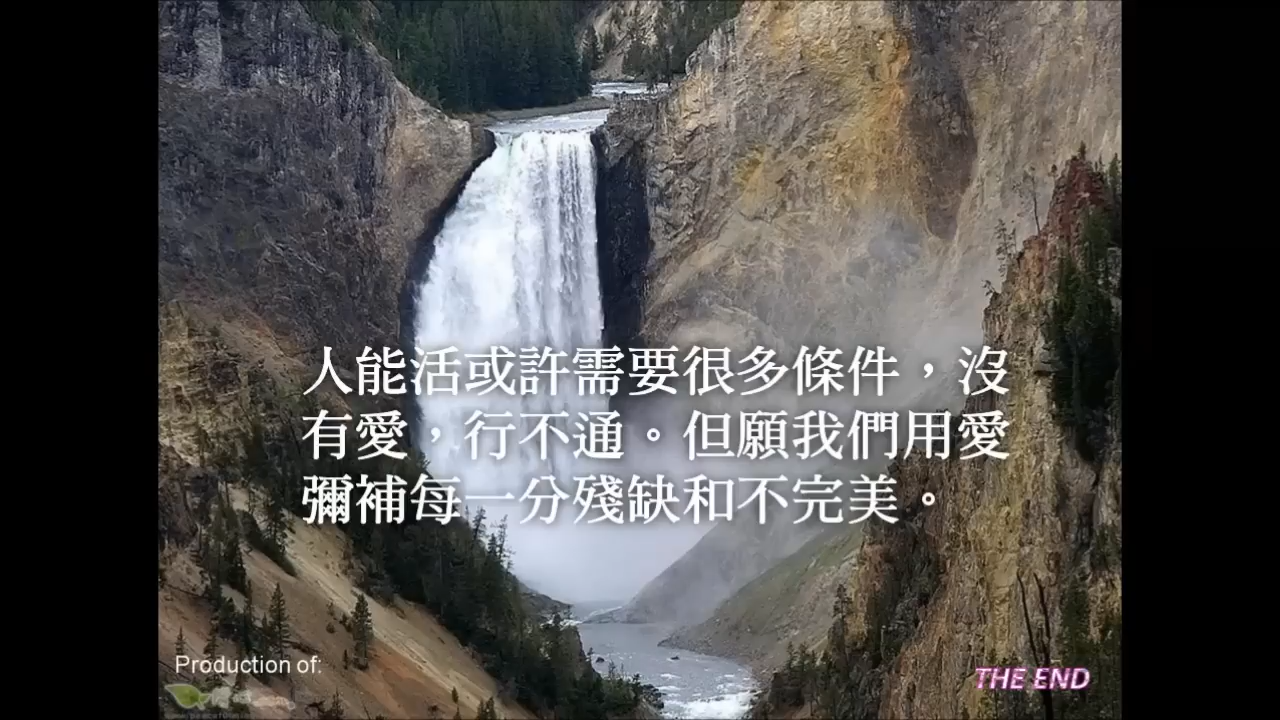 人能活或許需要很多條件，沒
有愛，行不通。但願我們用愛
彌補每一分殘缺和不完美。
Production of:
THE END